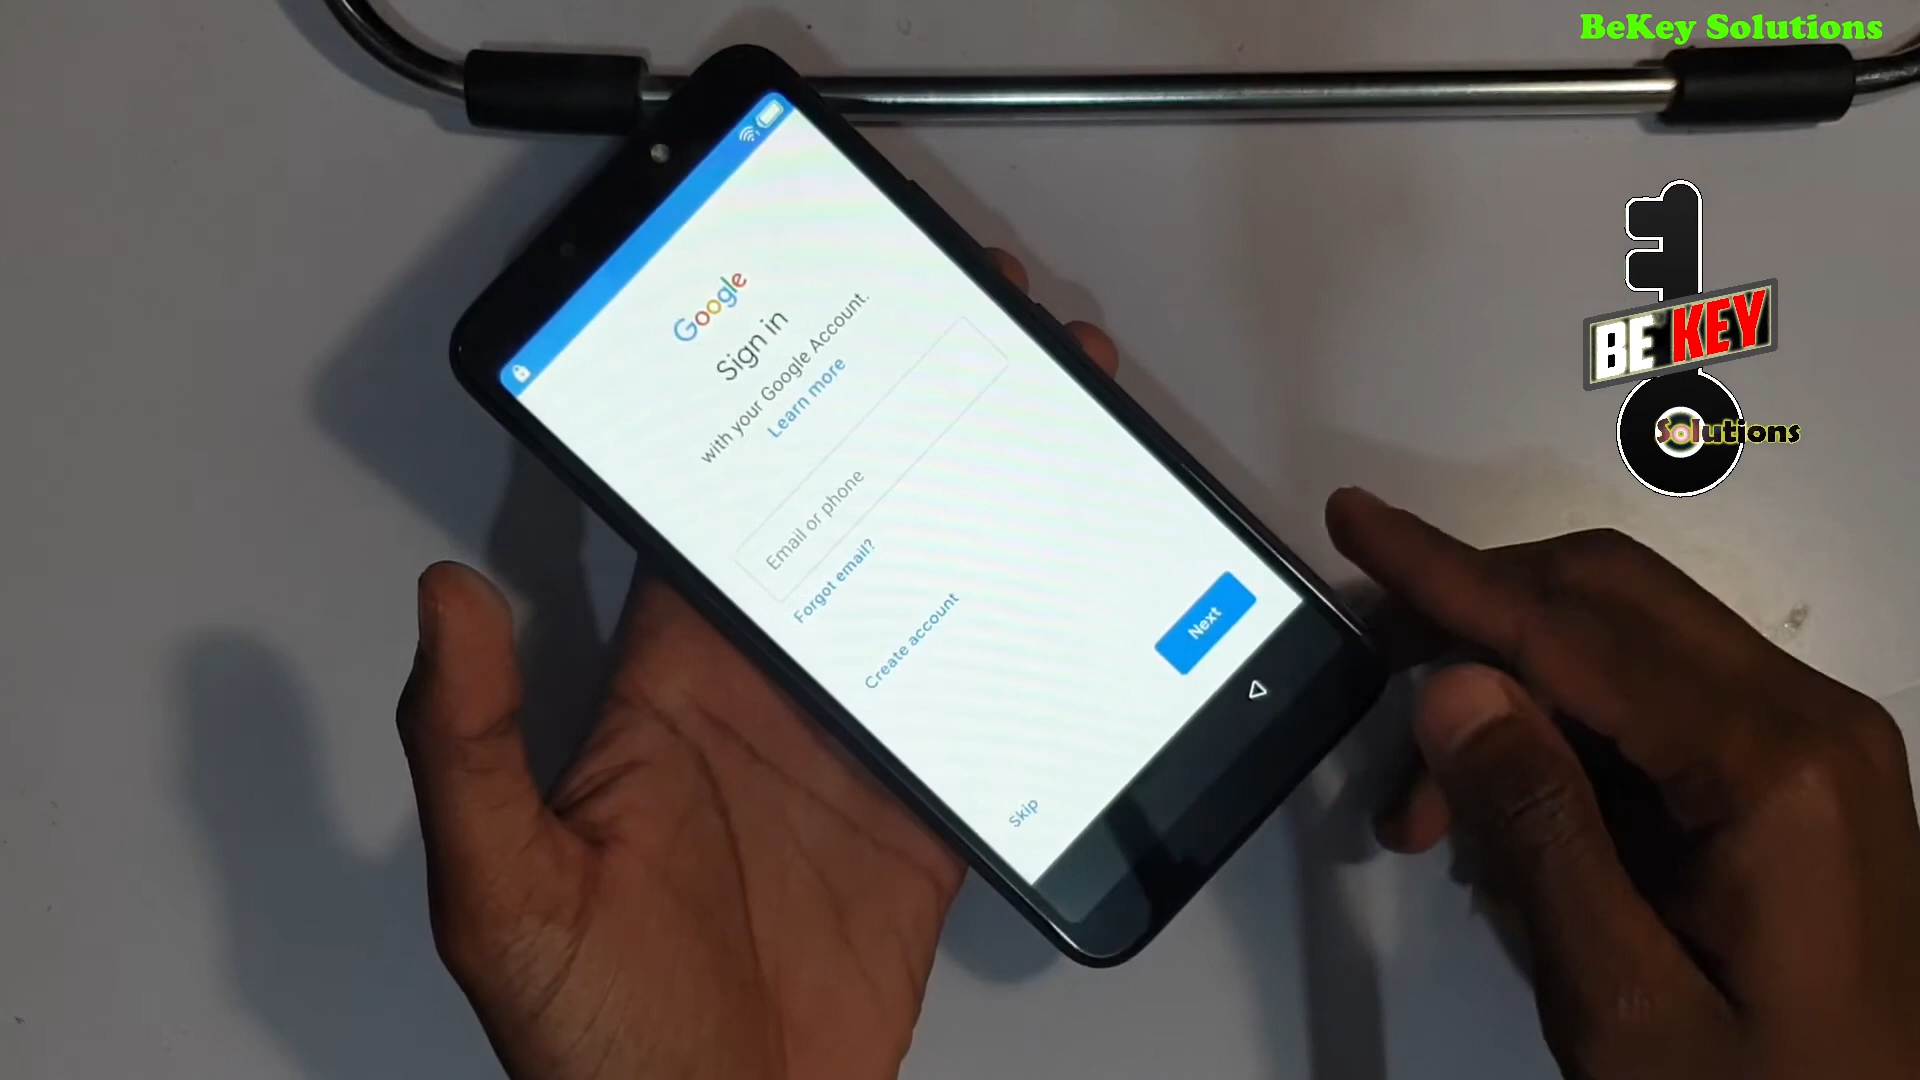 BeKey Solutions
BE KEY
Solutions
Google
Sign in
with your Google Account.
Learn more
Email or phone
Forgot email?
Create account
Next
Skip